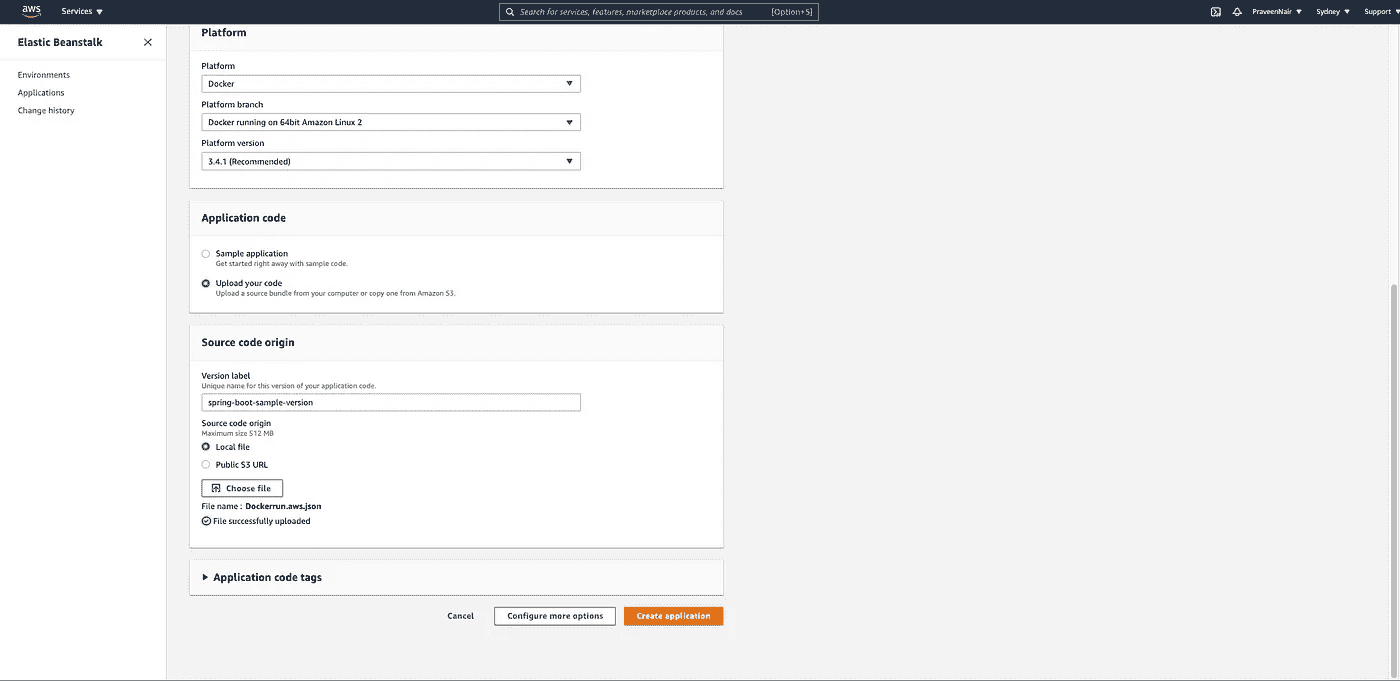 aws
Services
Search for services, features, marketplace products, and docs
[Option+S]
PraveenNair
Sydney
Support
Elastic Beanstalk
Environments
Applications
Change history
Platform
Platform
Docker
Platform branch
Docker running on 64bit Amazon Linux 2
Platform version
3.4.1 (Recommended)
Application code
Sample application
Get started right away with sample code.
Upload your code
Upload a source bundle from your computer or copy one from Amazon S3.
Source code origin
Version label
Unique name for this version of your application code.
spring-boot-sample-version
Source code origin
Maximum size 512 MB
Local file
Public S3 URL
Choose file
File name : Dockerrun.aws.json
File successfully uploaded
Application code tags
Cancel
Configure more options
Create application